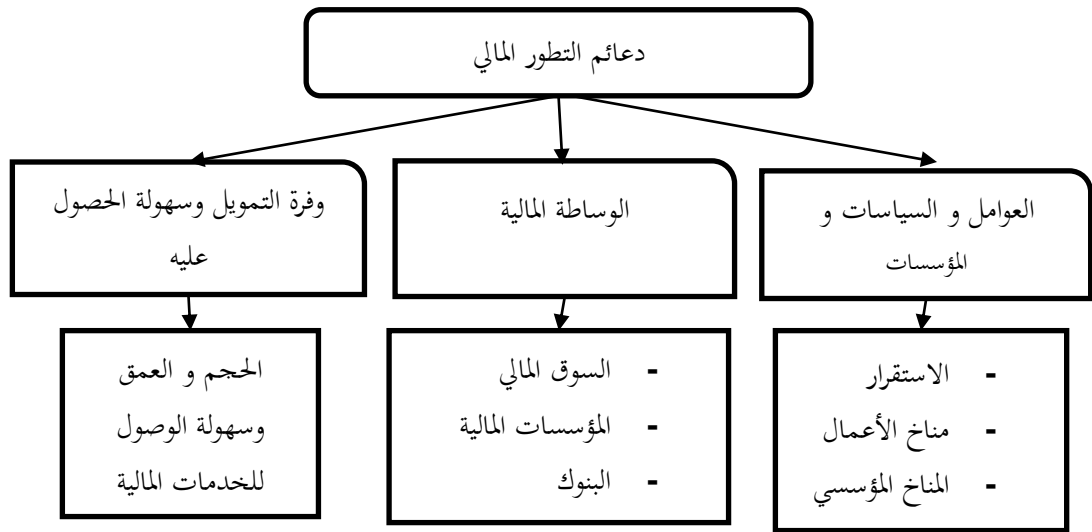 دعائم التطور المالي
العوامل و السياسات و
المؤسسات
الوساطة المالية
وفرة التمويل وسهولة الحصول
عليه
- الاستقرار
- مناخ الأعمال
- المناخ المؤسسي
- السوق المالي
- المؤسسات المالية
- البنوك
الحجم و العمق
وسهولة الوصول
للخدمات المالية